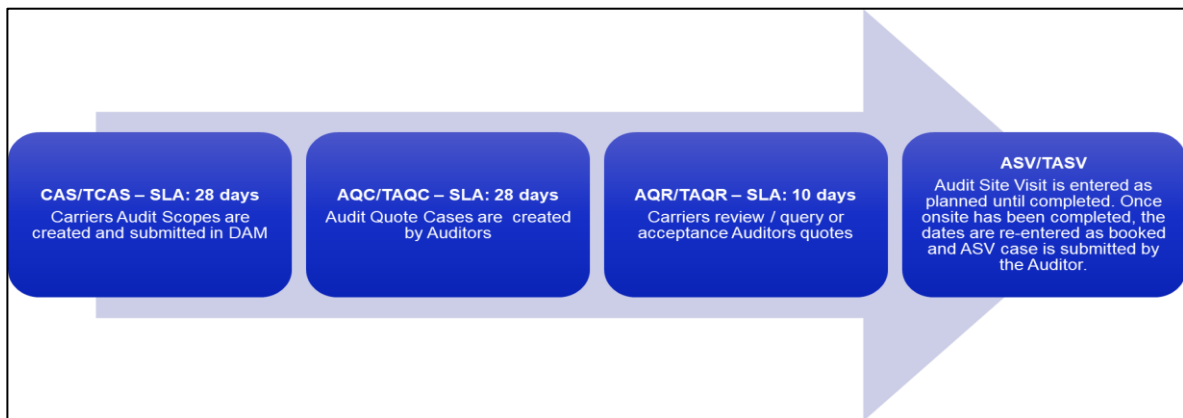 CAS/TCAS – SLA: 28 days
Carriers Audit Scopes are
created and submitted in DAM
AQC/TAQC – SLA: 28 days
Audit Quote Cases are created
by Auditors
AQR/TAQR – SLA: 10 days
Carriers review / query or
acceptance Auditors quotes
ASV/TASV
Audit Site Visit is entered as
planned until completed. Once
onsite has been completed, the
dates are re-entered as booked
and ASV case is submitted by
the Auditor.